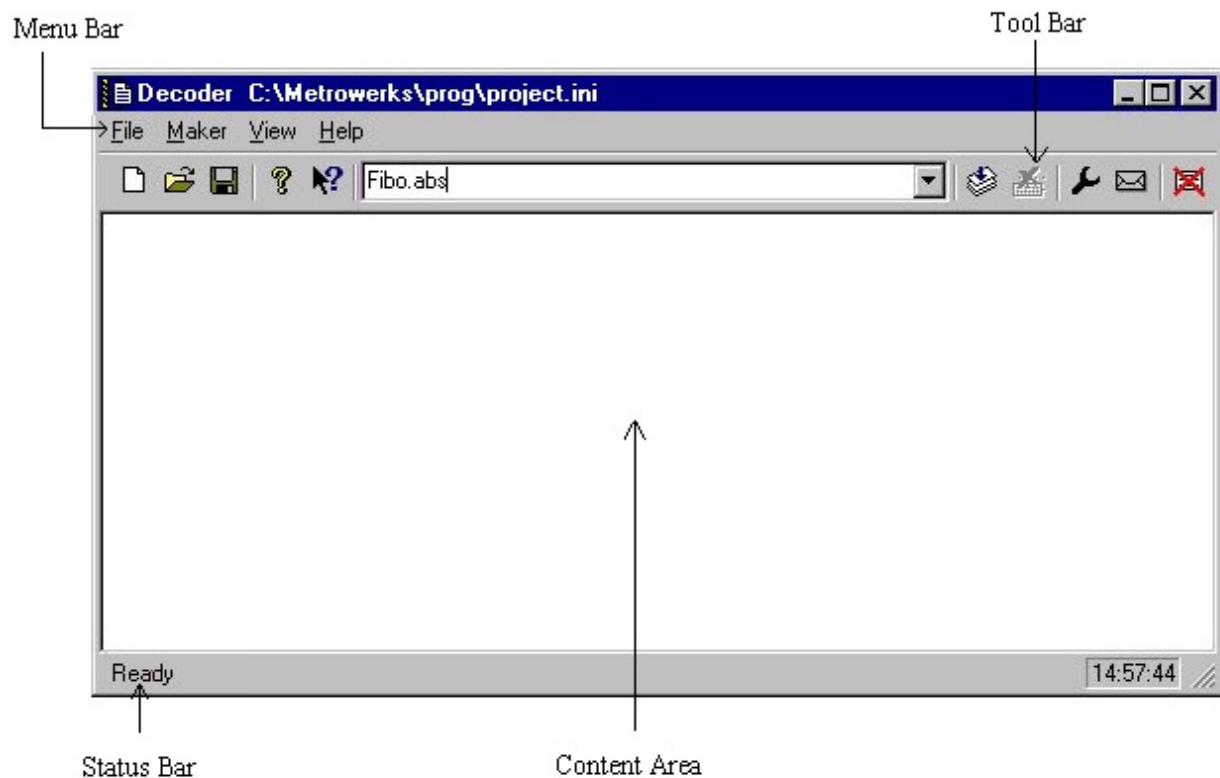 Menu Bar
Tool Bar
Decoder C:\Metrowerks\prog\project.ini
File Maker View Help
Fibo.abs
Ready
14:57:44
Status Bar
Content Area